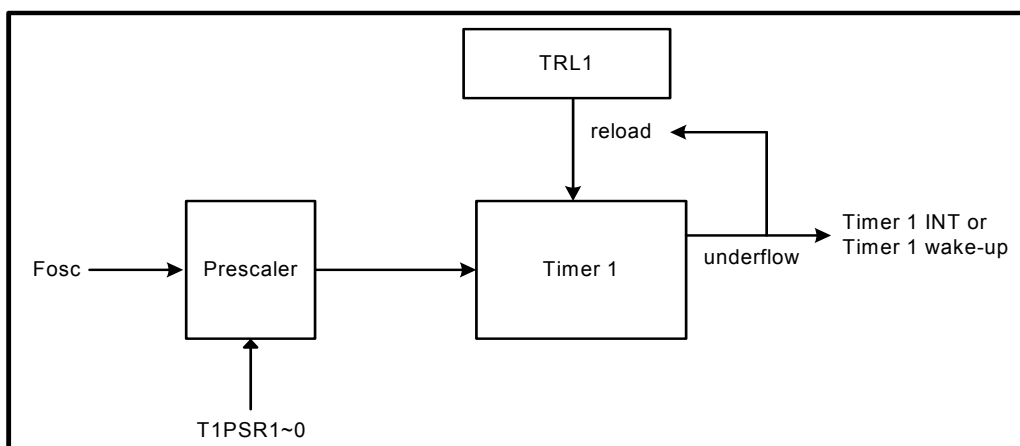 TRL1
reload
Fosc
Prescaler
Timer 1
underflow
Timer 1 INT or
Timer 1 wake-up
T1PSR1~0